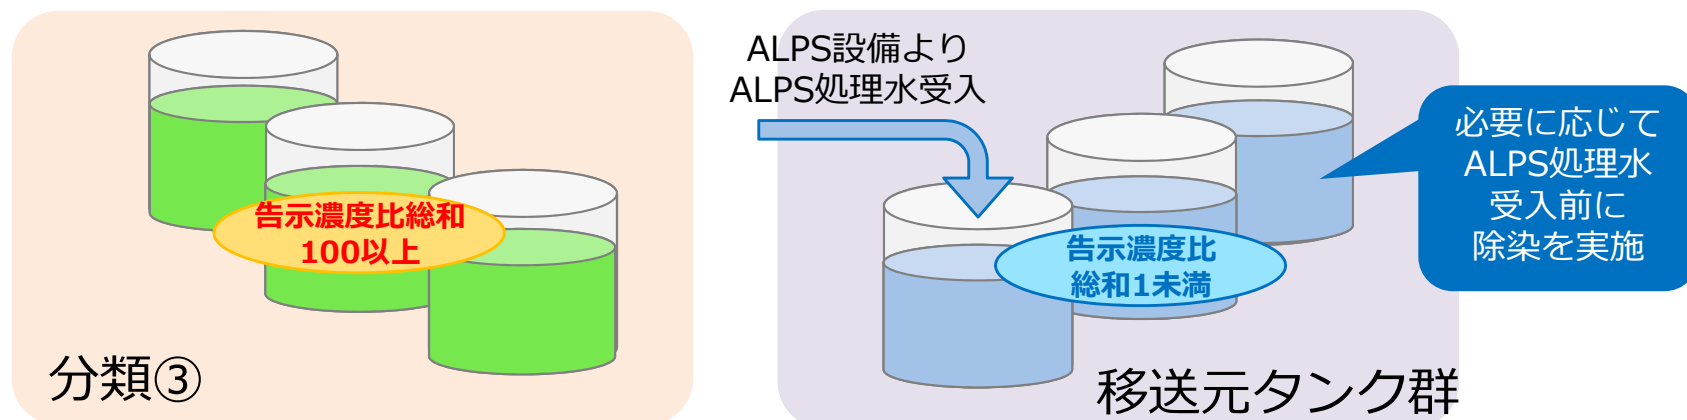 告示濃度比総和
100以上
分類③
ALPS設備より
ALPS処理水受入
告示濃度比
総和1未満
移送元タンク群
必要に応じて
ALPS処理水
受入前に
除染を実施